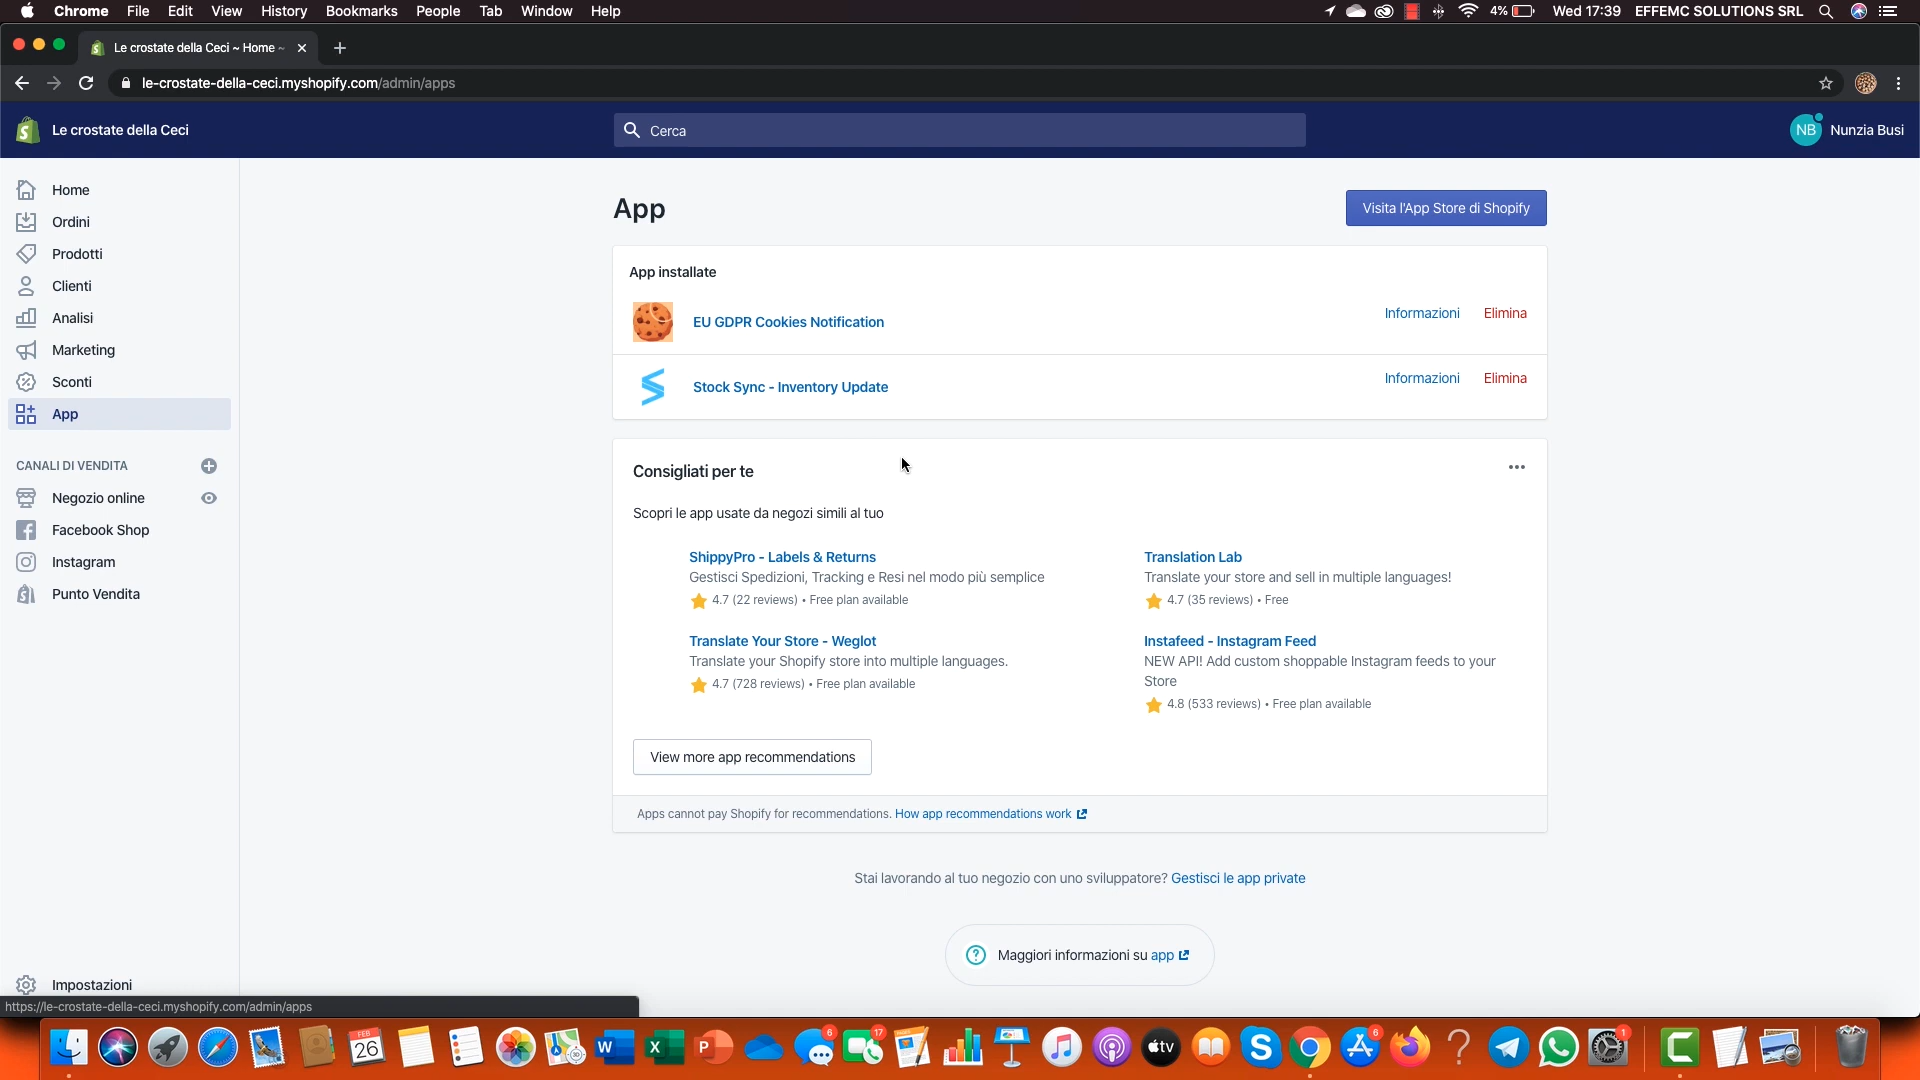 Chrome File Edit View History Bookmarks People Tab Window Help
4% Wed 17:39 EFFEMC SOLUTIONS SRL
Le crostate della Ceci ~ Home ~
le-crostate-della-ceci.myshopify.com/admin/apps
Le crostate della Ceci
Cerca
NB Nunzia Busi
Home
Ordini
Prodotti
Clienti
Analisi
Marketing
Sconti
App
CANALI DI VENDITA
Negozio online
Facebook Shop
Instagram
Punto Vendita
Impostazioni
App
Visita l'App Store di Shopify
App installate
EU GDPR Cookies Notification
Informazioni Elimina
Stock Sync - Inventory Update
Informazioni Elimina
Consigliati per te
Scopri le app usate da negozi simili al tuo
ShippyPro - Labels & Returns
Gestisci Spedizioni, Tracking e Resi nel modo più semplice
4.7 (22 reviews) • Free plan available
Translation Lab
Translate your store and sell in multiple languages!
4.7 (35 reviews) • Free
Translate Your Store - Weglot
Translate your Shopify store into multiple languages.
4.7 (728 reviews) • Free plan available
Instafeed - Instagram Feed
NEW API! Add custom shoppable Instagram feeds to your
Store
4.8 (533 reviews) • Free plan available
View more app recommendations
Apps cannot pay Shopify for recommendations. How app recommendations work
Stai lavorando al tuo negozio con uno sviluppatore? Gestisci le app private
Maggiori informazioni su app
https://le-crostate-della-ceci.myshopify.com/admin/apps
FEB
26
W
X
P
6
17
tv
S
6
?
1
C